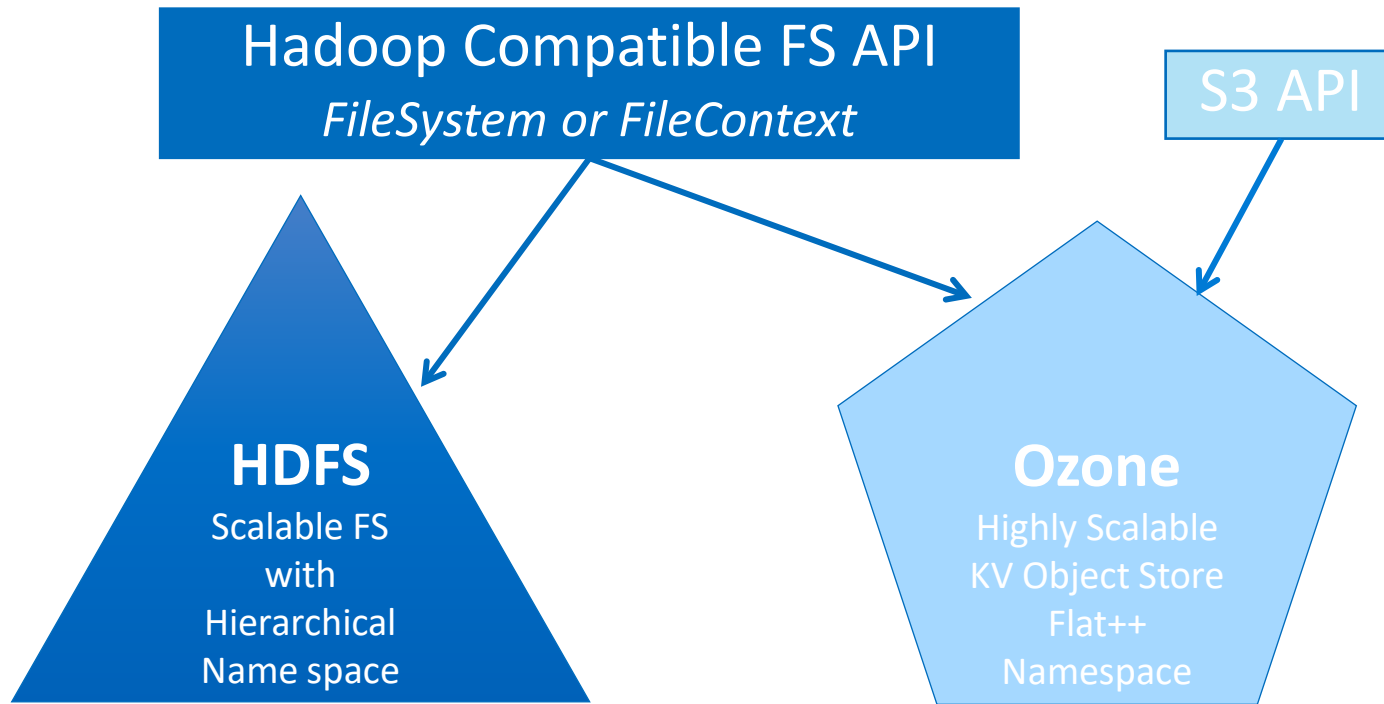 Hadoop Compatible FS API
FileSystem or FileContext
S3 API
HDFS
Scalable FS
with
Hierarchical
Name space
Ozone
Highly Scalable
KV Object Store
Flat++
Namespace